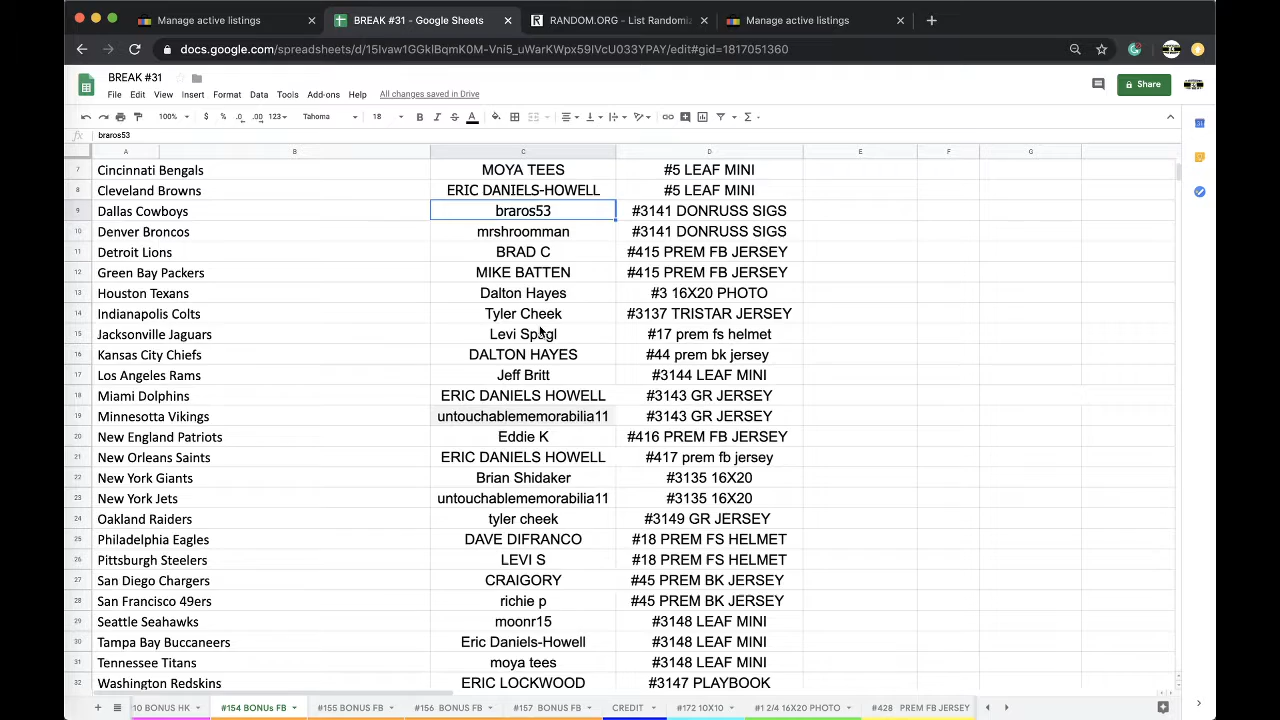 Manage active listings × BREAK #31 - Google Sheets × RANDOM.ORG - List Randomiz × Manage active listings × +
docs.google.com/spreadsheets/d/15Ivaw1GGkIBqmK0M-Vni5_uWarKWpx59IVcU033YPAY/edit#gid=1817051360
BREAK #31
File Edit View Insert Format Data Tools Add-ons Help All changes saved in Drive
Share
100% $ % .0 .00 123 Tahoma 18 B I S A
fx braros53
A B C D E F G
7 Cincinnati Bengals MOYA TEES #5 LEAF MINI
8 Cleveland Browns ERIC DANIELS-HOWELL #5 LEAF MINI
9 Dallas Cowboys braros53 #3141 DONRUSS SIGS
10 Denver Broncos mrshroomman #3141 DONRUSS SIGS
11 Detroit Lions BRAD C #415 PREM FB JERSEY
12 Green Bay Packers MIKE BATTEN #415 PREM FB JERSEY
13 Houston Texans Dalton Hayes #3 16X20 PHOTO
14 Indianapolis Colts Tyler Cheek #3137 TRISTAR JERSEY
15 Jacksonville Jaguars Levi #17 prem fs helmet
16 Kansas City Chiefs DALTON HAYES #44 prem bk jersey
17 Los Angeles Rams Jeff Britt #3144 LEAF MINI
18 Miami Dolphins ERIC DANIELS HOWELL #3143 GR JERSEY
19 Minnesotta Vikings untouchablememorabilia11 #3143 GR JERSEY
20 New England Patriots Eddie K #416 PREM FB JERSEY
21 New Orleans Saints ERIC DANIELS HOWELL #417 prem fb jersey
22 New York Giants Brian Shidaker #3135 16X20
23 New York Jets untouchablememorabilia11 #3135 16X20
24 Oakland Raiders tyler cheek #3149 GR JERSEY
25 Philadelphia Eagles DAVE DIFRANCO #18 PREM FS HELMET
26 Pittsburgh Steelers LEVI S #18 PREM FS HELMET
27 San Diego Chargers CRAIGORY #45 PREM BK JERSEY
28 San Francisco 49ers richie p #45 PREM BK JERSEY
29 Seattle Seahawks moonr15 #3148 LEAF MINI
30 Tampa Bay Buccaneers Eric Daniels-Howell #3148 LEAF MINI
31 Tennessee Titans moya tees #3148 LEAF MINI
32 Washington Redskins ERIC LOCKWOOD #3147 PLAYBOOK
10 BONUS HK #154 BONUs FB #155 BONUS FB #156 BONUS FB #157 BONUS FB CREDIT #172 10X10 #1 2/4 16X20 PHOTO #428 PREM FB JERSEY